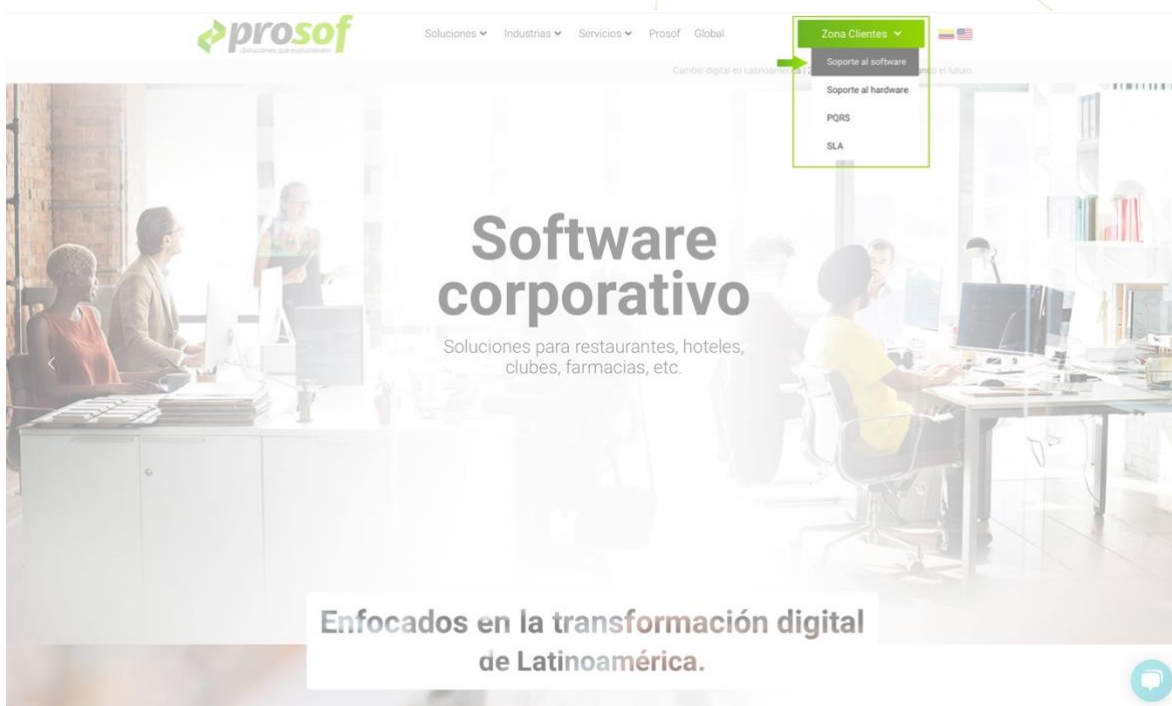 prosof
¡Soluciones que evolucionan!
Soluciones Industrias Servicios Prosof Global
Zona Clientes
Cambio digital en Latinoamérica | 2
el futuro
Soporte al software
Soporte al hardware
PQRS
SLA
Software
corporativo
Soluciones para restaurantes, hoteles,
clubes, farmacias, etc.
Enfocados en la transformación digital
de Latinoamérica.